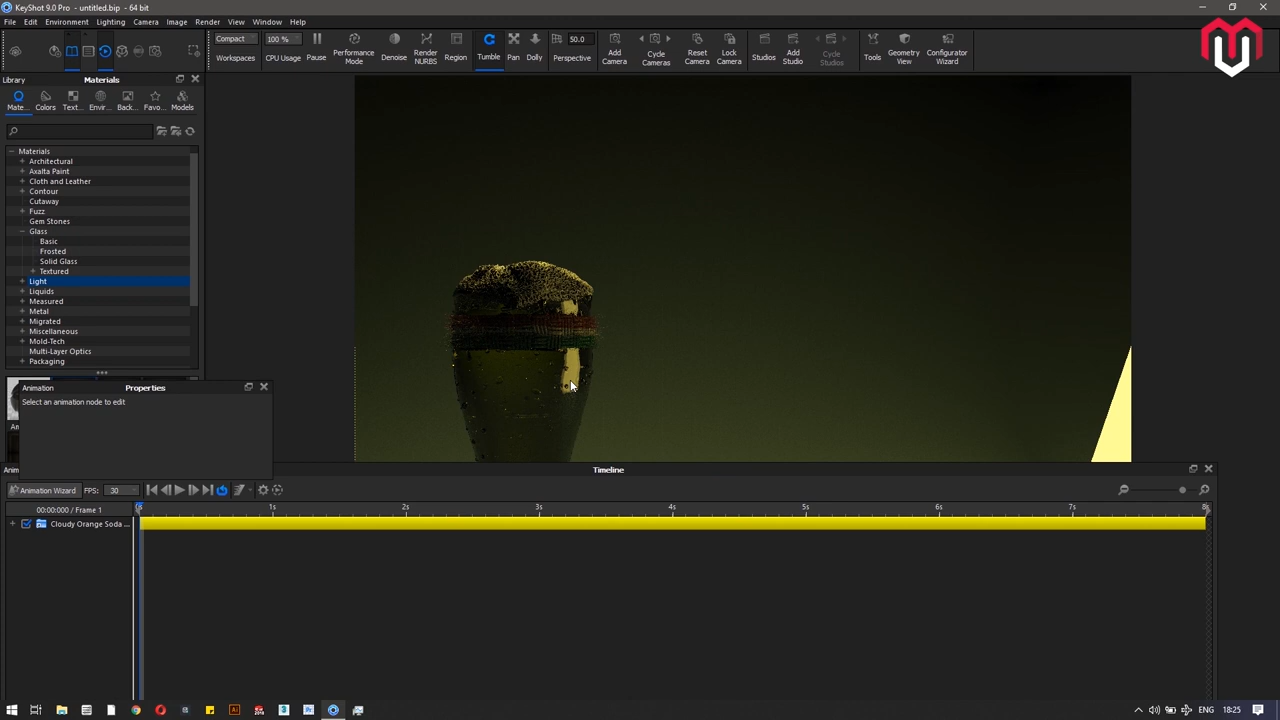 KeyShot 9.0 Pro - untitled.bip - 64 bit
File Edit Environment Lighting Camera Image Render View Window Help
Compact
100 %
50.0
Workspaces
CPU Usage
Pause
Performance Mode
Denoise
Render NURBS
Region
Tumble
Pan
Dolly
Perspective
Add Camera
Cycle Cameras
Reset Camera
Lock Camera
Studios
Add Studio
Cycle Studios
Tools
Geometry View
Configurator Wizard
Library
Materials
Mate...
Colors
Text...
Envir...
Back...
Favo...
Models
Materials
Architectural
Axalta Paint
Cloth and Leather
Contour
Cutaway
Fuzz
Gem Stones
Glass
Basic
Frosted
Solid Glass
Textured
Light
Liquids
Measured
Metal
Migrated
Miscellaneous
Mold-Tech
Multi-Layer Optics
Packaging
Animation
Properties
Select an animation node to edit
Timeline
Animation Wizard
FPS:
30
00:00:000 / Frame 1
1s 2s 3s 4s 5s 6s 7s 8s
Cloudy Orange Soda ...
ENG
18:25